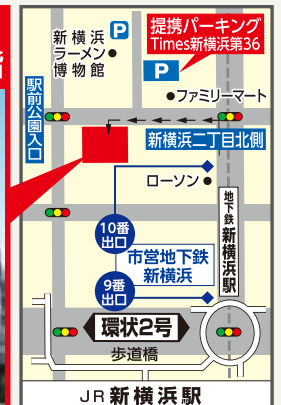 新横浜
ラーメン
博物館
P
提携パーキング
Times新横浜第36
P
ファミリーマート
駅前公園入口
新横浜二丁目北側
ローソン
10番
出口
市営地下鉄
新横浜
地下鉄 新横浜駅
9番
出口
環状2号
歩道橋
JR新横浜駅